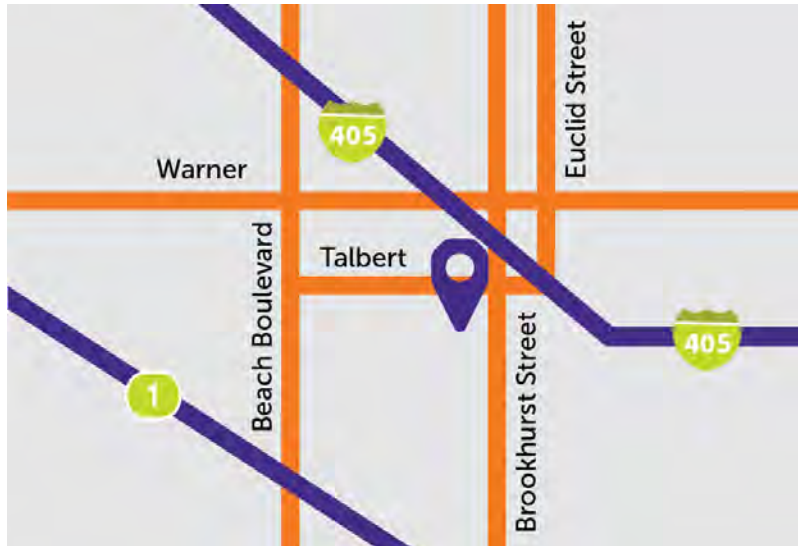 Euclid Street
405
Warner
Beach Boulevard
Talbert
Brookhurst Street
405
1